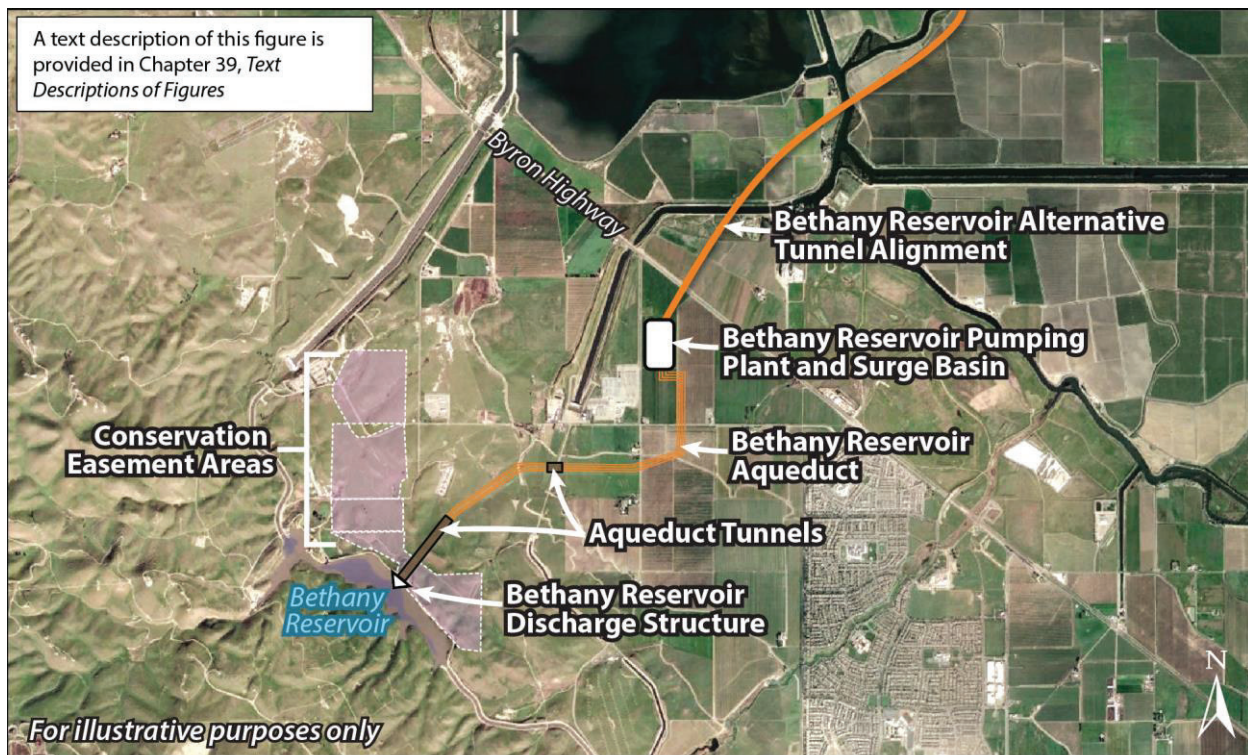 A text description of this figure is
provided in Chapter 39, Text
Descriptions of Figures
Byron Highway
Bethany Reservoir Alternative
Tunnel Alignment
Bethany Reservoir Pumping
Plant and Surge Basin
Conservation
Easement Areas
Bethany Reservoir
Aqueduct
Aqueduct Tunnels
Bethany
Reservoir
Bethany Reservoir
Discharge Structure
N
For illustrative purposes only